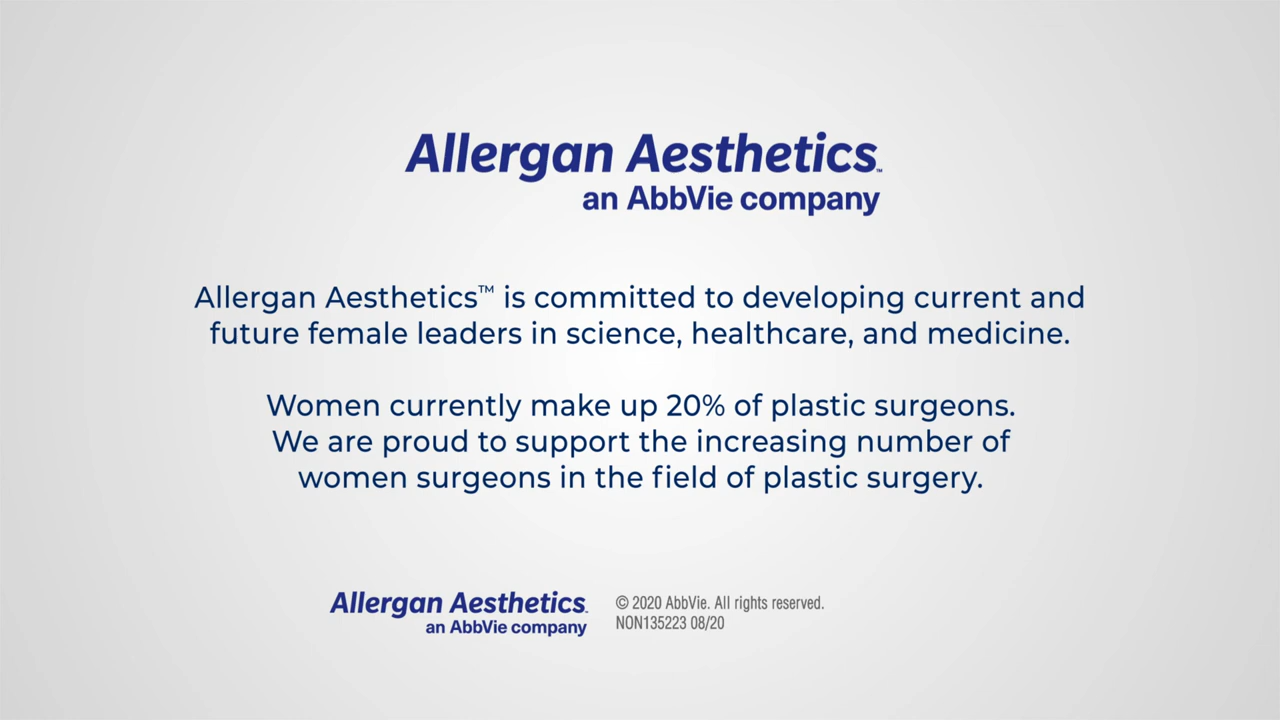 Allergan Aesthetics™
an AbbVie company
Allergan Aesthetics™ is committed to developing current and
future female leaders in science, healthcare, and medicine.
Women currently make up 20% of plastic surgeons.
We are proud to support the increasing number of
women surgeons in the field of plastic surgery.
Allergan Aesthetics
an AbbVie company
© 2020 AbbVie. All rights reserved.
NON135223 08/20